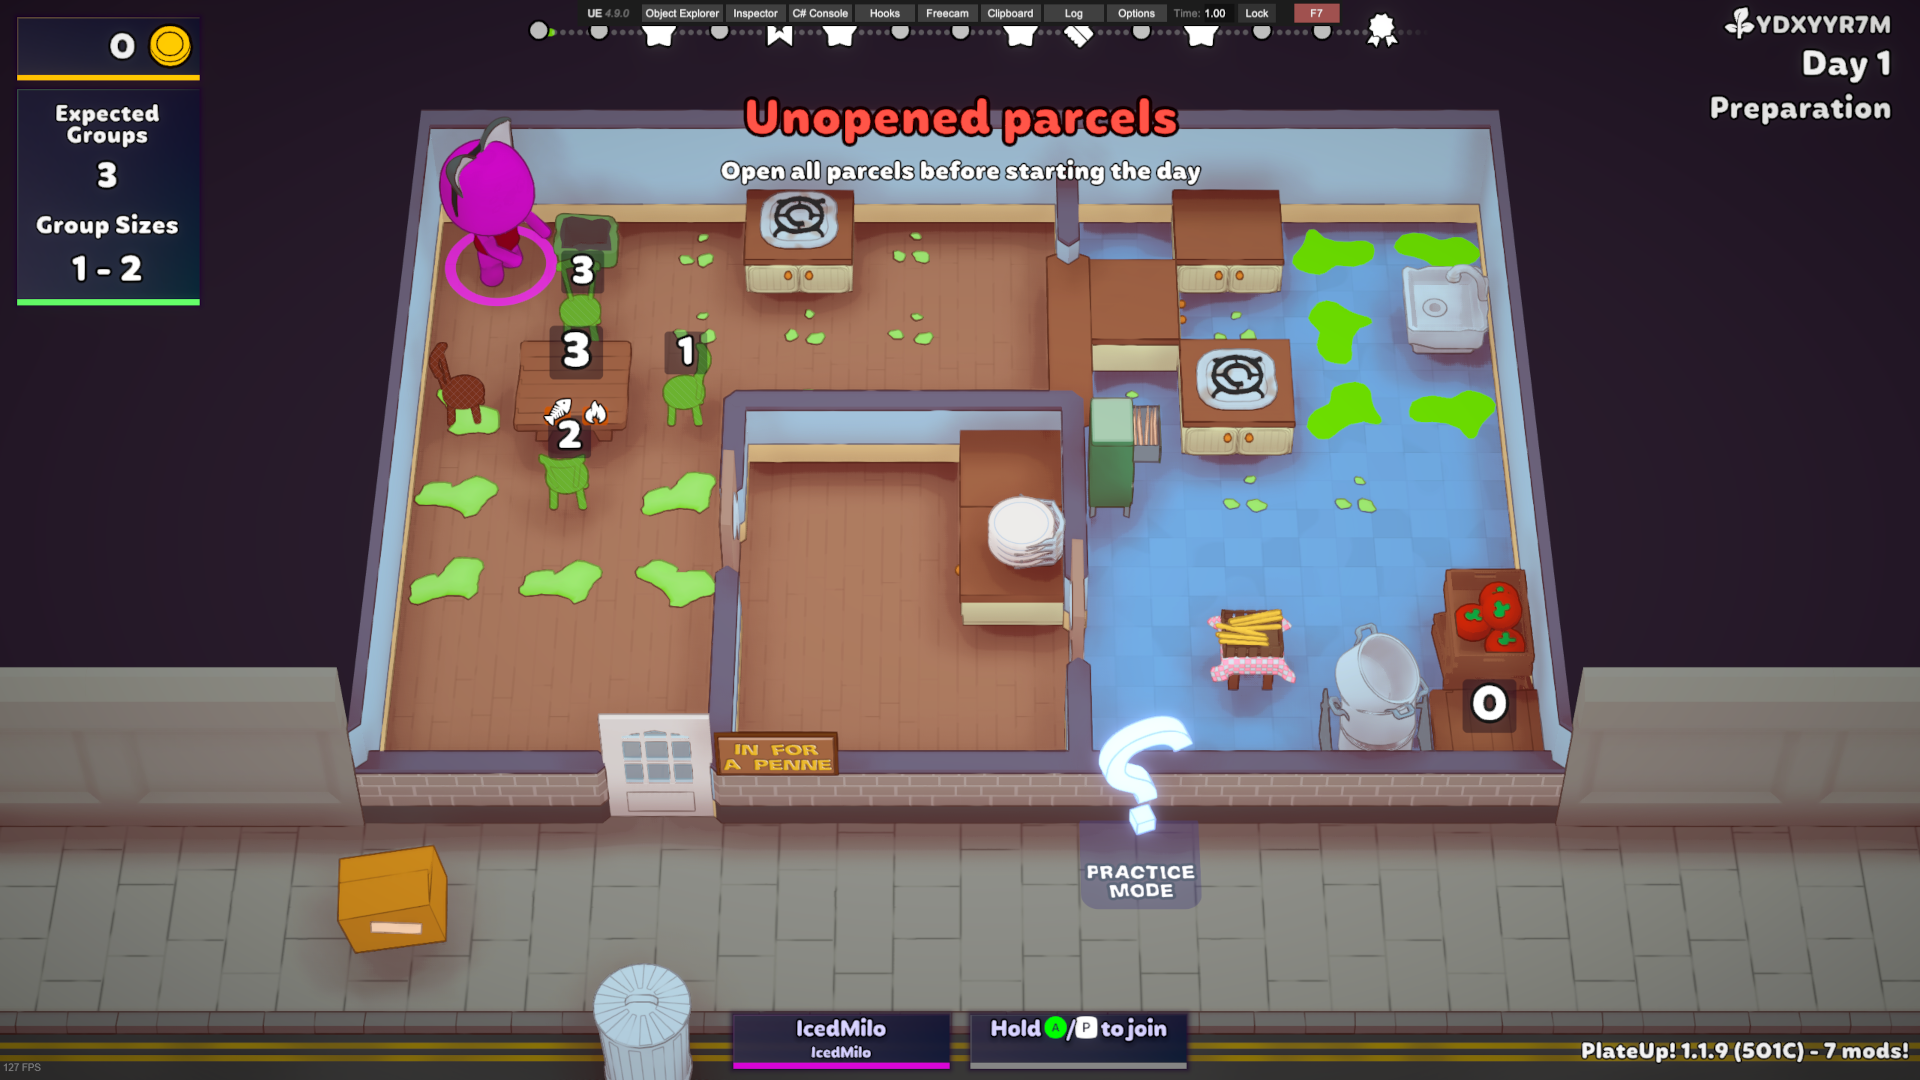 UE 4.9.0 Object Explorer Inspector C# Console Hooks Freecam Clipboard Log Options Time: 1.00 Lock F7
0
Expected
Groups
3
Group Sizes
1 - 2
YDXYYR7M
Day 1
Preparation
Unopened parcels
Open all parcels before starting the day
3
3
1
2
0
IN FOR
A PENNE
PRACTICE
MODE
IcedMilo
IcedMilo
Hold A/P to join
PlateUp! 1.1.9 (501C) - 7 mods!
127 FPS